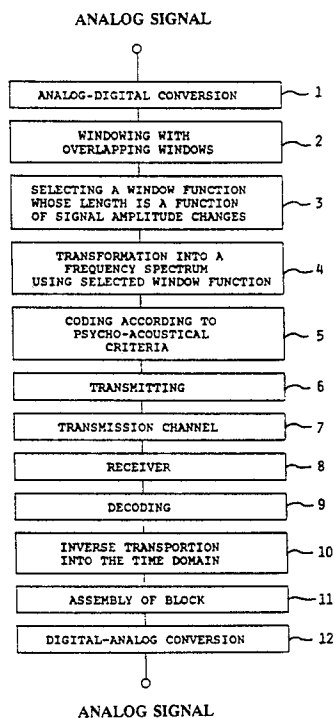 ANALOG SIGNAL
ANALOG-DIGITAL CONVERSION
1
WINDOWING WITH
OVERLAPPING WINDOWS
2
SELECTING A WINDOW FUNCTION
WHOSE LENGTH IS A FUNCTION
OF SIGNAL AMPLITUDE CHANGES
3
TRANSFORMATION INTO A
FREQUENCY SPECTRUM
USING SELECTED WINDOW FUNCTION
4
CODING ACCORDING TO
PSYCHO-ACOUSTICAL
CRITERIA
5
TRANSMITTING
6
TRANSMISSION CHANNEL
7
RECEIVER
8
DECODING
9
INVERSE TRANSPORTION
INTO THE TIME DOMAIN
10
ASSEMBLY OF BLOCK
11
DIGITAL-ANALOG CONVERSION
12
ANALOG SIGNAL